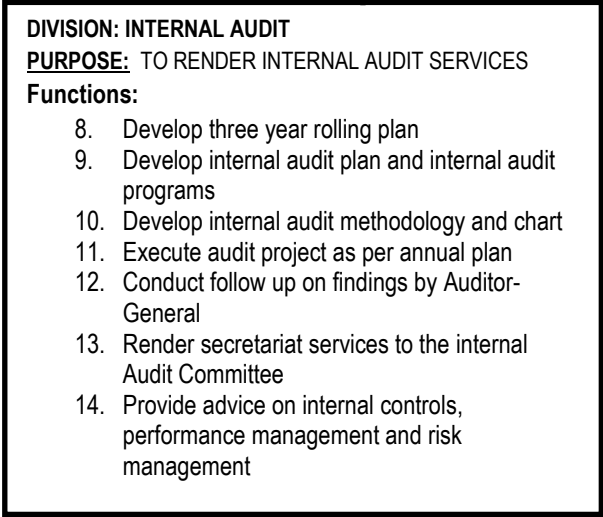 DIVISION: INTERNAL AUDIT
PURPOSE: TO RENDER INTERNAL AUDIT SERVICES
Functions:
8. Develop three year rolling plan
9. Develop internal audit plan and internal audit
programs
10. Develop internal audit methodology and chart
11. Execute audit project as per annual plan
12. Conduct follow up on findings by Auditor-
General
13. Render secretariat services to the internal
Audit Committee
14. Provide advice on internal controls,
performance management and risk
management